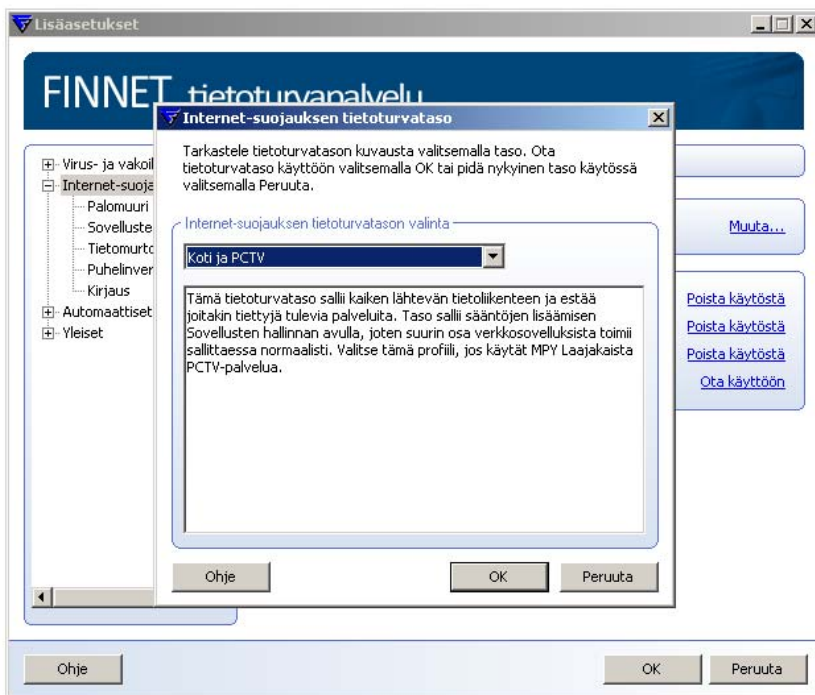 Lisäasetukset
FINNET tietoturvapalvelu
Internet-suojauksen tietoturvataso
Tarkastele tietoturvatason kuvausta valitsemalla taso. Ota
tietoturvataso käyttöön valitsemalla OK tai pidä nykyinen taso käytössä
valitsemalla Peruuta.
Internet-suojauksen tietoturvatason valinta
Koti ja PCTV
Tämä tietoturvataso sallii kaiken lähtevän tietoliikenteen ja estää
joitakin tiettyjä tulevia palveluita. Taso sallii sääntöjen lisäämisen
Sovellusten hallinnan avulla, joten suurin osa verkkosovelluksista toimii
sallittaessa normaalisti. Valitse tämä profiili, jos käytät MPY Laajakaista
PCTV-palvelua.
Ohje
OK
Peruuta
Virus- ja vakoil
Internet-suoja
Palomuuri
Sovelluste
Tietomurto
Puhelinver
Kirjaus
Automaattiset
Yleiset
Muuta...
Poista käytöstä
Poista käytöstä
Poista käytöstä
Ota käyttöön
Ohje
OK
Peruuta